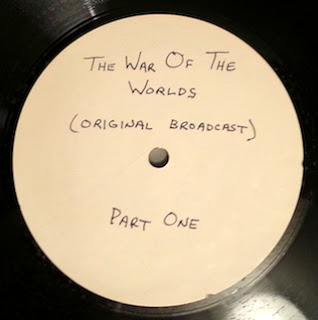 The War Of The
Worlds
(Original Broadcast)
Part One